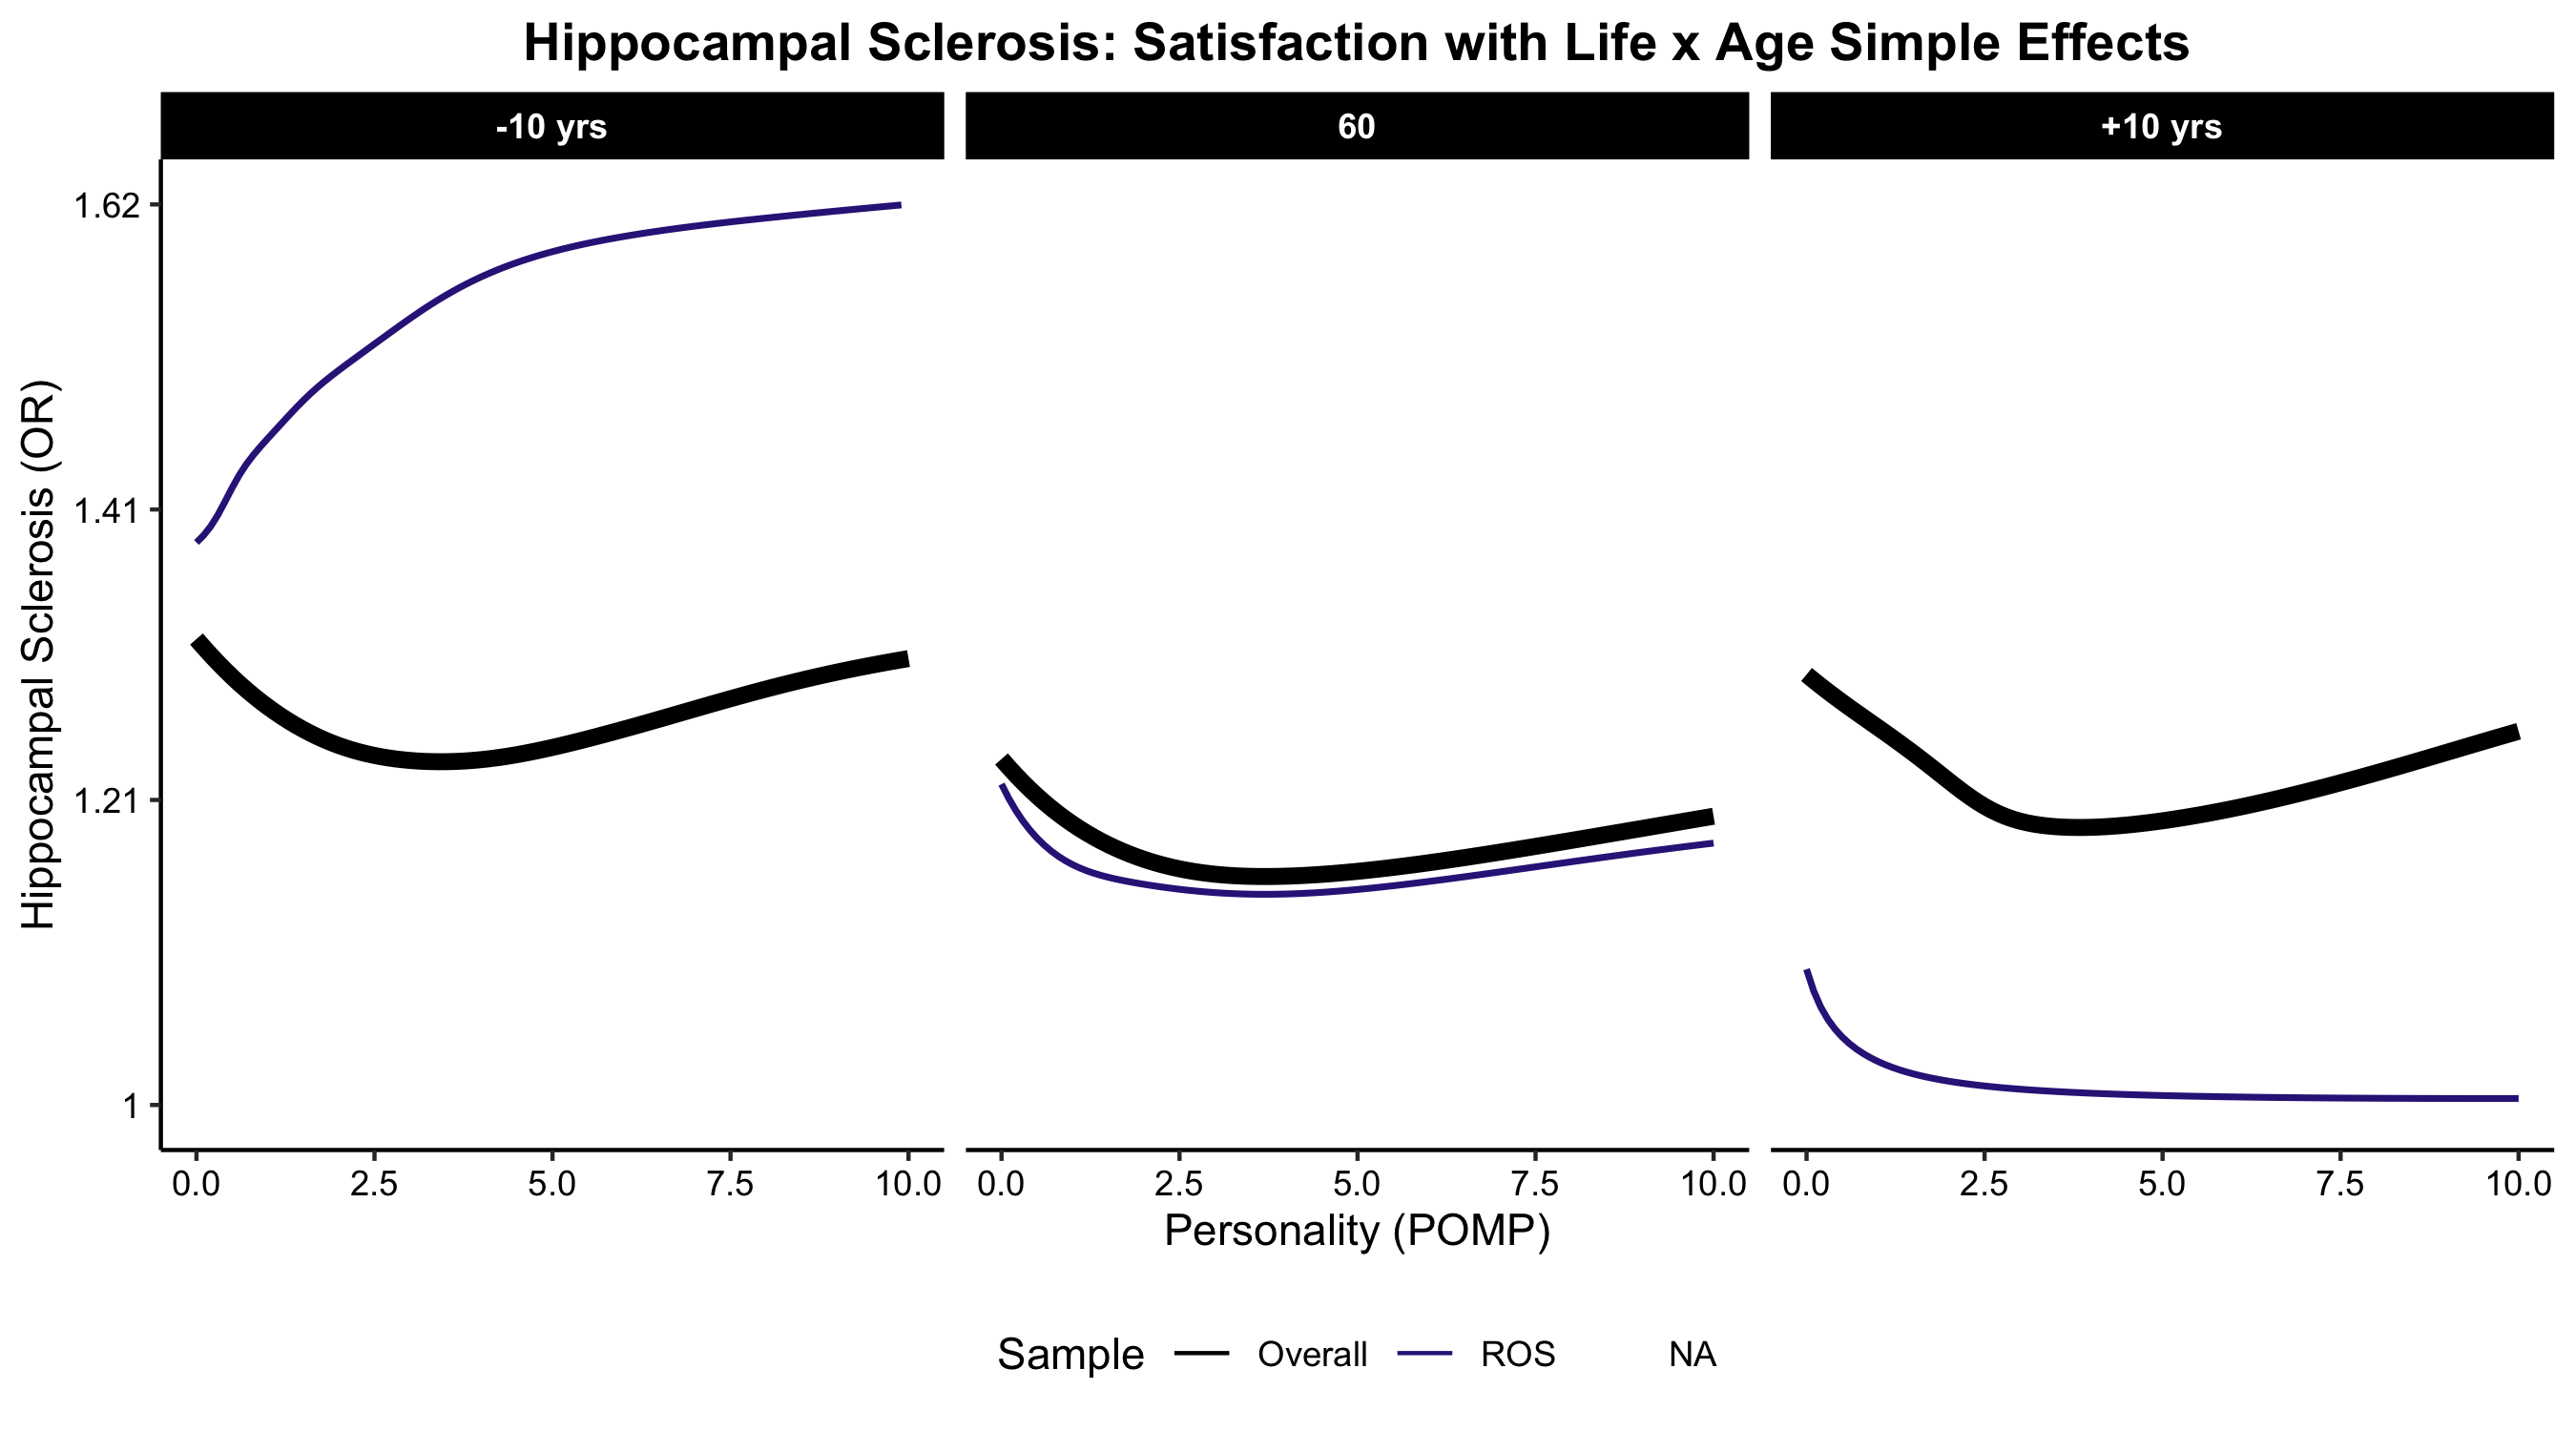 Hippocampal Sclerosis: Satisfaction with Life x Age Simple Effects
-10 yrs
60
+10 yrs
Hippocampal Sclerosis (OR)
1.62
1.41
1.21
1
0.0 2.5 5.0 7.5 10.0
0.0 2.5 5.0 7.5 10.0
0.0 2.5 5.0 7.5 10.0
Personality (POMP)
Sample Overall ROS NA